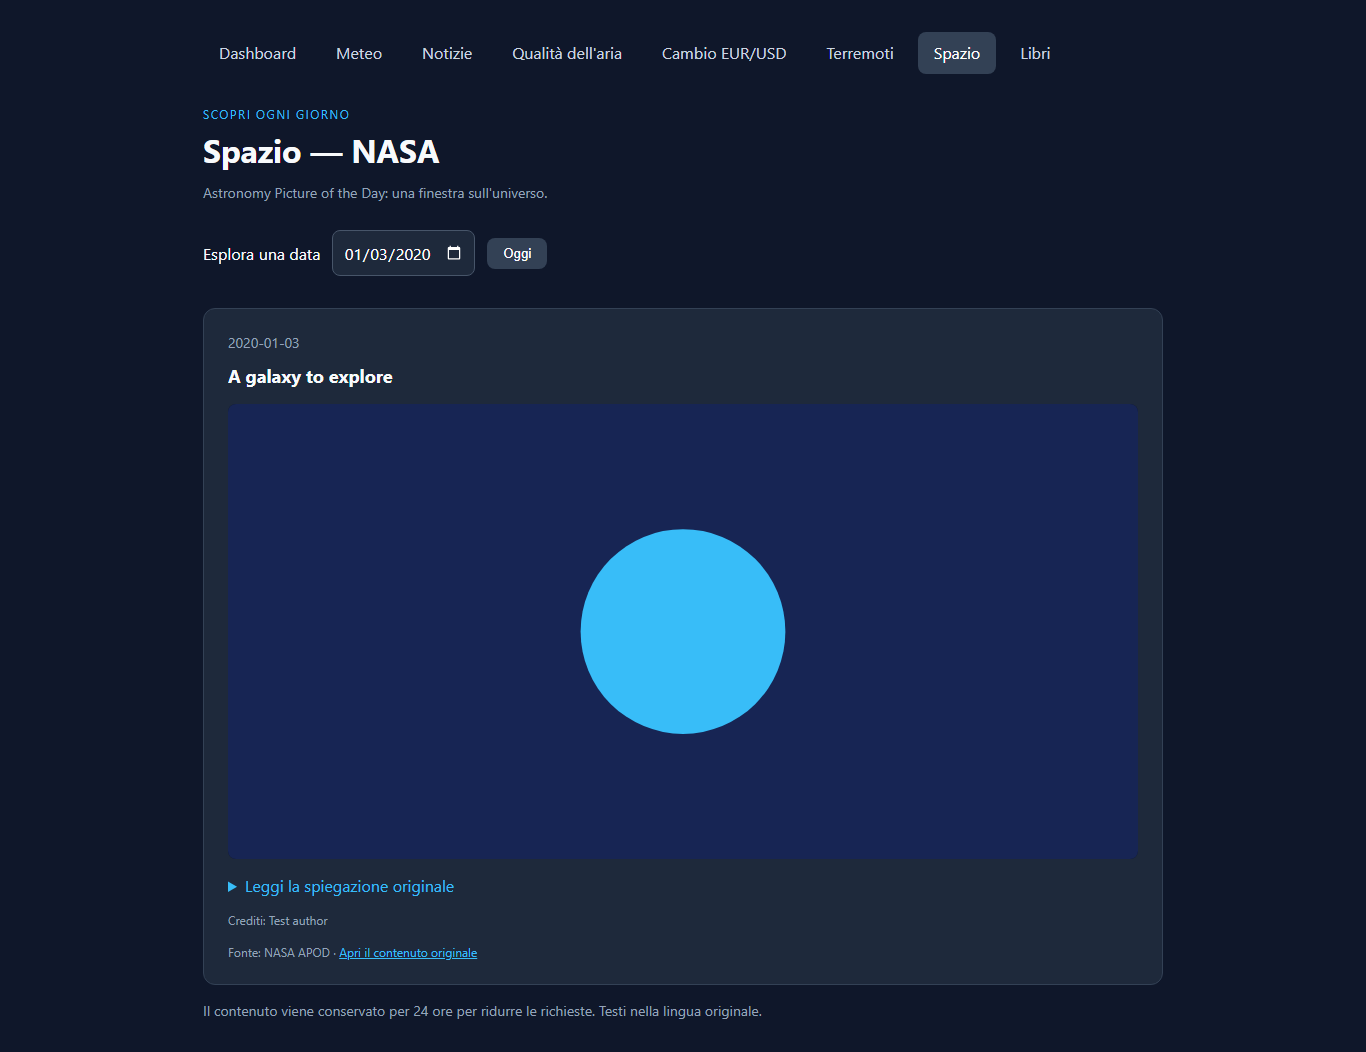 Dashboard Meteo Notizie Qualità dell'aria Cambio EUR/USD Terremoti Spazio Libri
SCOPRI OGNI GIORNO
Spazio — NASA
Astronomy Picture of the Day: una finestra sull'universo.
Esplora una data 01/03/2020 Oggi
2020-01-03
A galaxy to explore
Leggi la spiegazione originale
Crediti: Test author
Fonte: NASA APOD · Apri il contenuto originale
Il contenuto viene conservato per 24 ore per ridurre le richieste. Testi nella lingua originale.